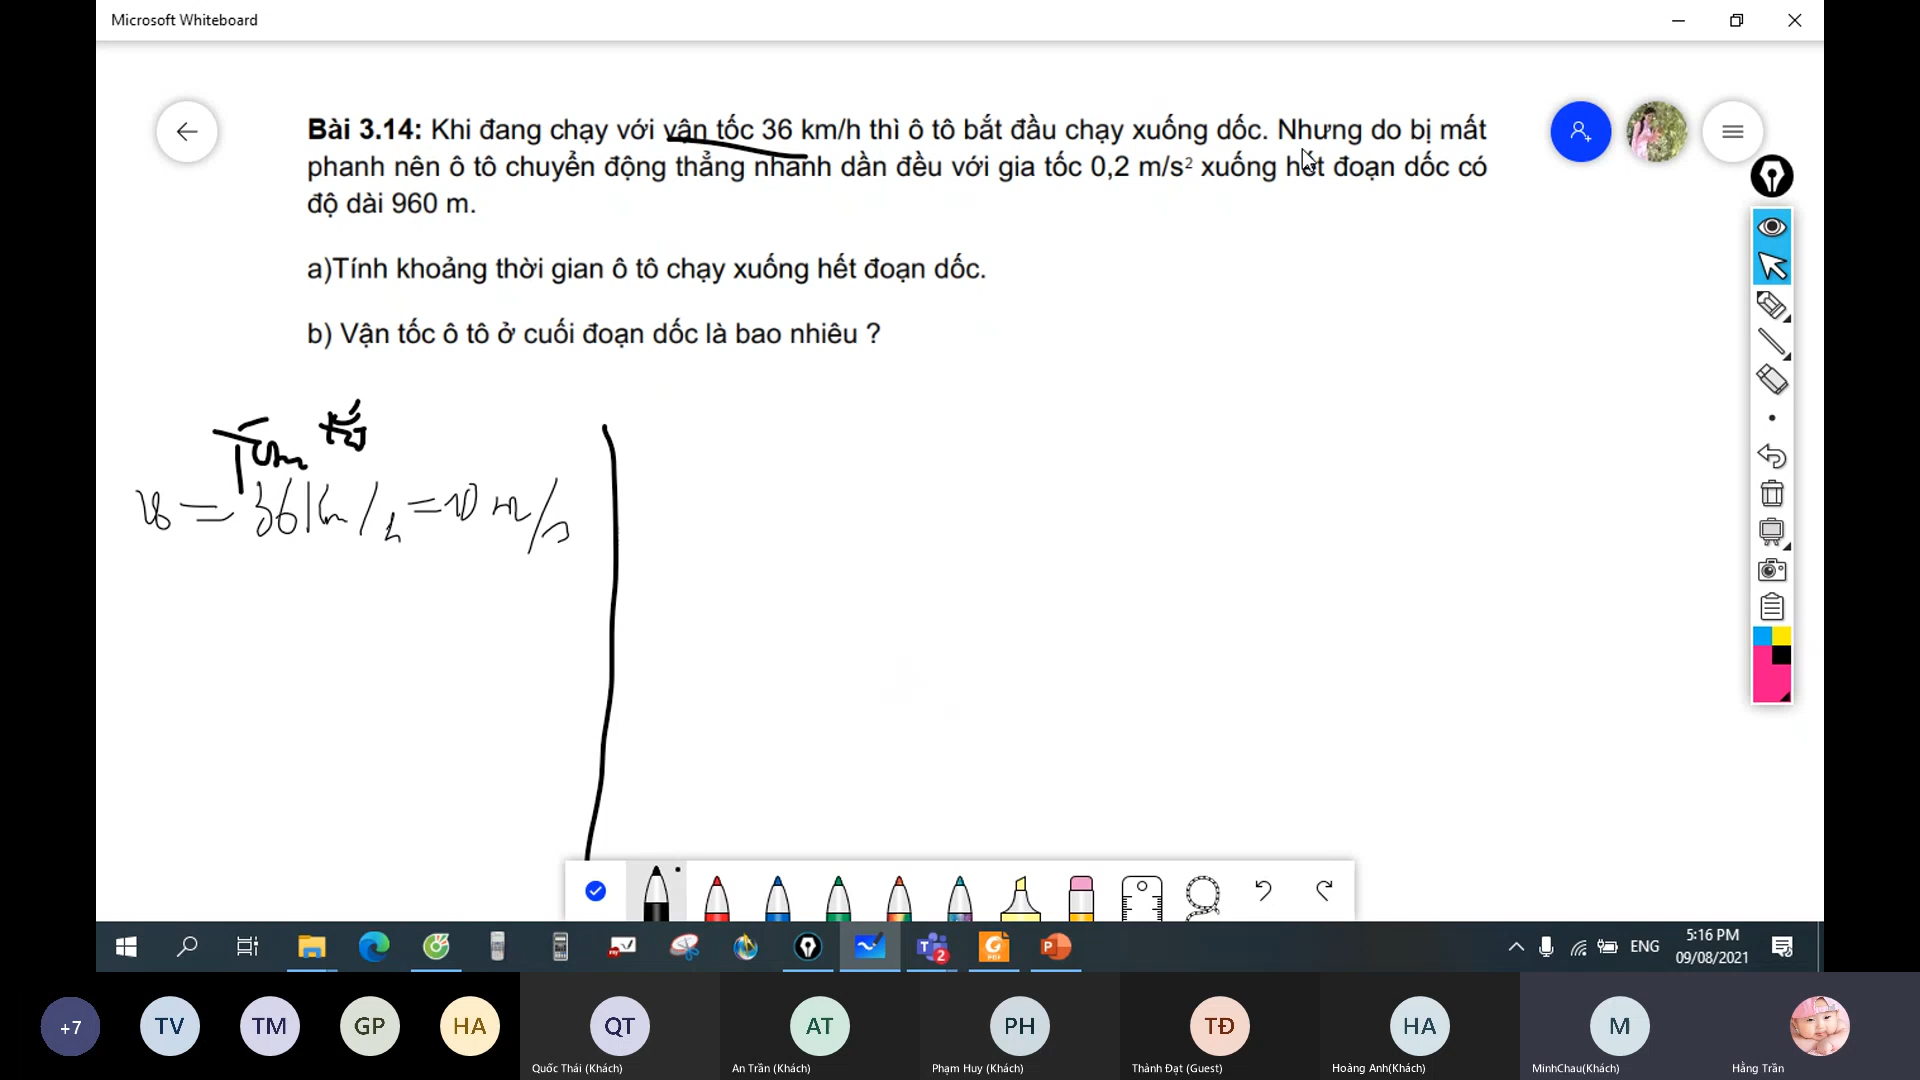 Microsoft Whiteboard
Bài 3.14: Khi đang chạy với vận tốc 36 km/h thì ô tô bắt đầu chạy xuống dốc. Nhưng do bị mất
phanh nên ô tô chuyển động thẳng nhanh dần đều với gia tốc 0,2 m/s² xuống hết đoạn dốc có
độ dài 960 m.
a)Tính khoảng thời gian ô tô chạy xuống hết đoạn dốc.
b) Vận tốc ô tô ở cuối đoạn dốc là bao nhiêu ?
Tóm tắt
v₀ = 36 km/h = 10 m/s
ENG
5:16 PM
09/08/2021
2
+7
TV
TM
GP
HA
QT
AT
PH
TĐ
HA
M
Quốc Thái (Khách)
An Trần (Khách)
Phạm Huy (Khách)
Thành Đạt (Guest)
Hoàng Anh(Khách)
MinhChau(Khách)
Hằng Trần